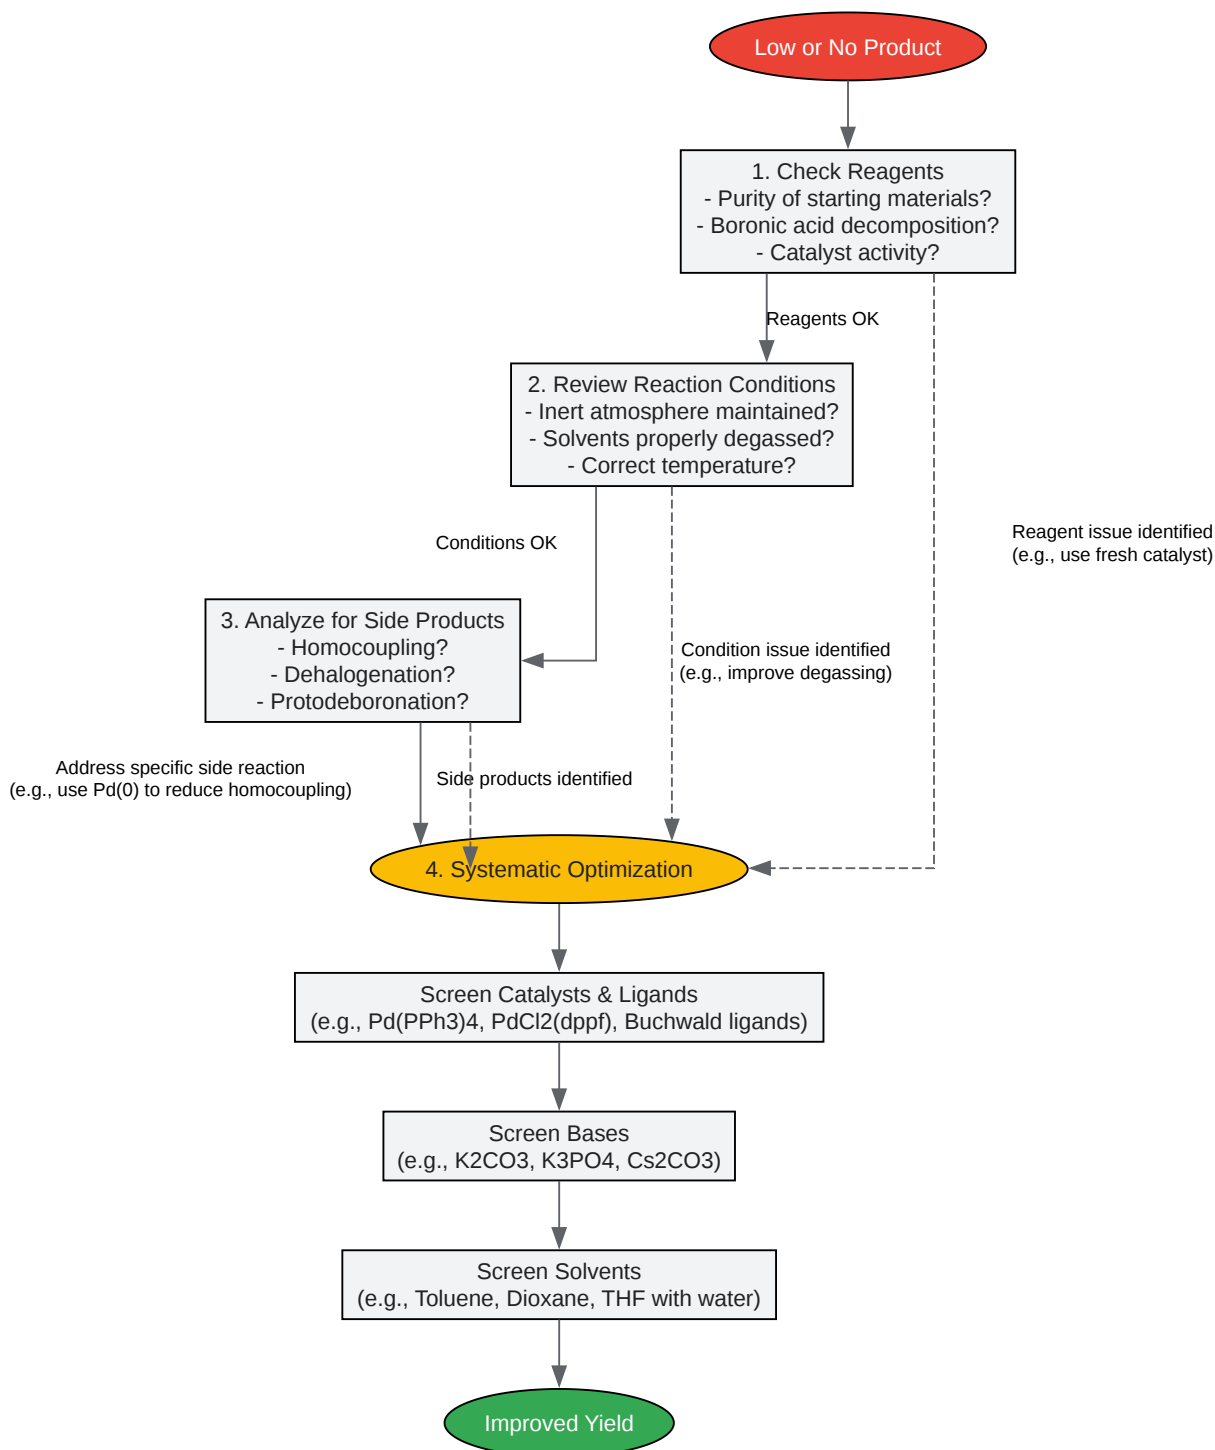 Low or No Product
1. Check Reagents
- Purity of starting materials?
- Boronic acid decomposition?
- Catalyst activity?
Reagents OK
2. Review Reaction Conditions
- Inert atmosphere maintained?
- Solvents properly degassed?
- Correct temperature?
Conditions OK
Reagent issue identified
(e.g., use fresh catalyst)
3. Analyze for Side Products
- Homocoupling?
- Dehalogenation?
- Protodeboronation?
Condition issue identified
(e.g., improve degassing)
Address specific side reaction
(e.g., use Pd(0) to reduce homocoupling)
Side products identified
4. Systematic Optimization
Screen Catalysts & Ligands
(e.g., Pd(PPh3)4, PdCl2(dppf), Buchwald ligands)
Screen Bases
(e.g., K2CO3, K3PO4, Cs2CO3)
Screen Solvents
(e.g., Toluene, Dioxane, THF with water)
Improved Yield